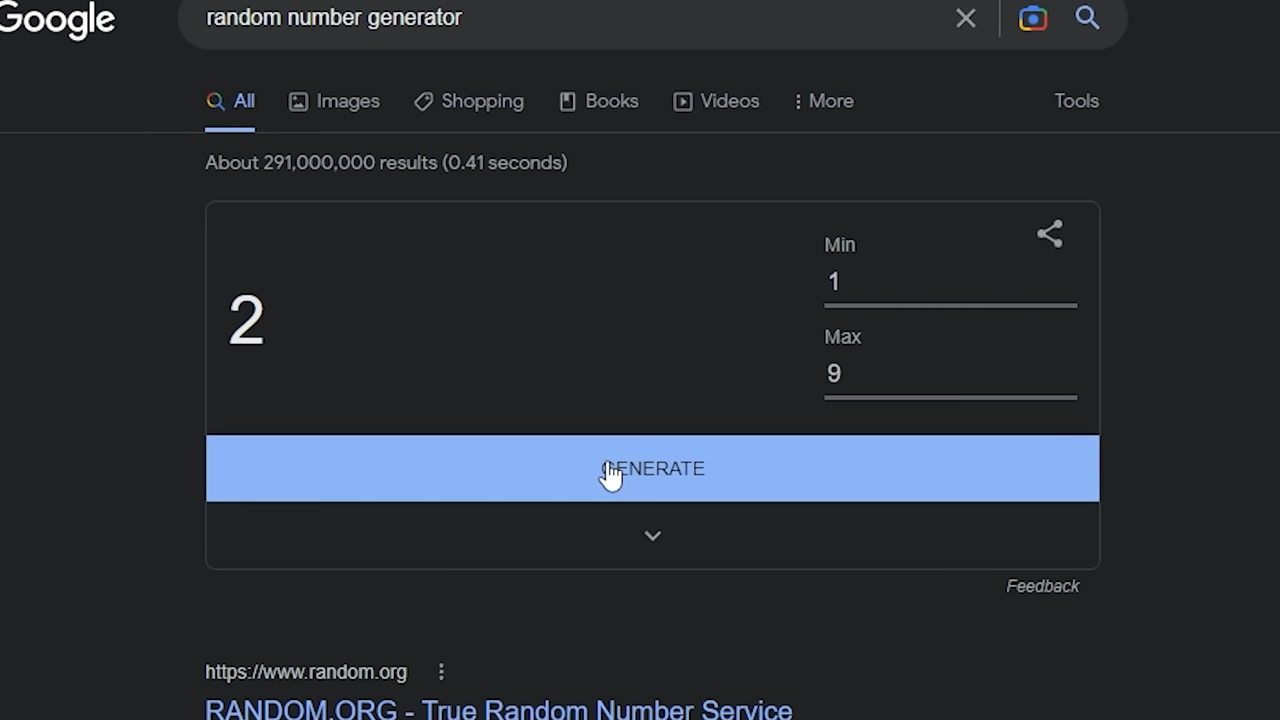 Google
random number generator
All Images Shopping Books Videos More Tools
About 291,000,000 results (0.41 seconds)
Min
1
2
Max
9
GENERATE
Feedback
https://www.random.org
RANDOM.ORG - True Random Number Service